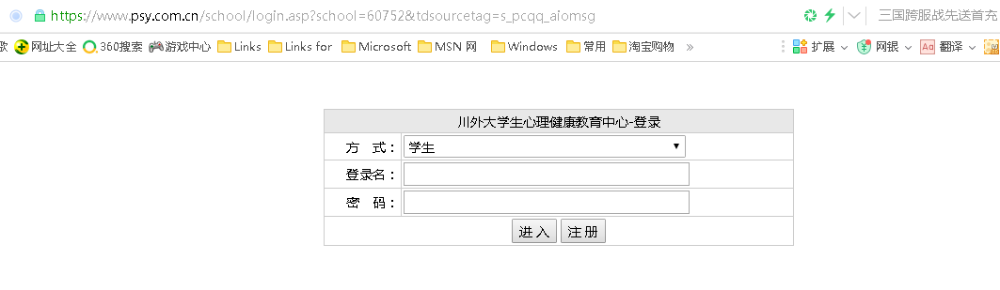 https://www.psy.com.cn/school/login.asp?school=60752&tdsourcetag=s_pcqq_aiomsg 三国跨服战先送首充
歌 网址大全 360搜索 游戏中心 Links Links for Microsoft MSN 网 Windows 常用 淘宝购物 » 扩展 网银 Aa 翻译
川外大学生心理健康教育中心-登录
方 式： 学生
登录名：
密 码：
进入 注册